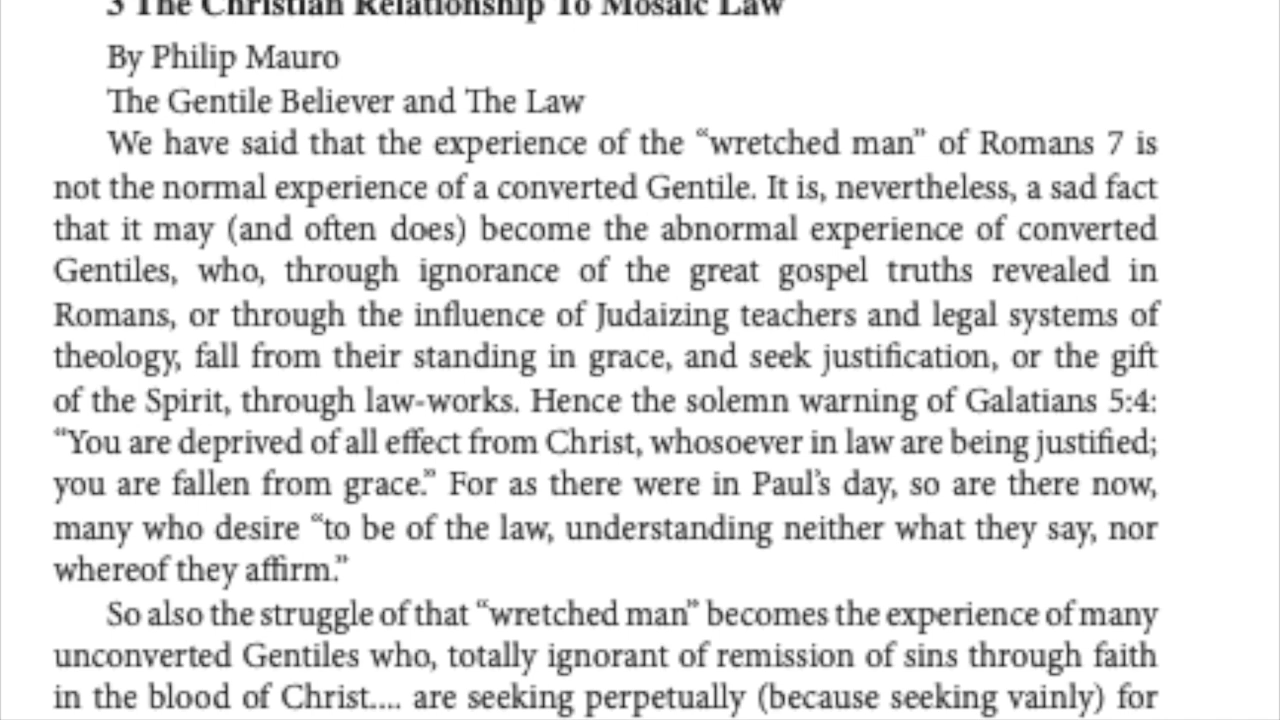 3 The Christian Relationship To Mosaic Law
By Philip Mauro
The Gentile Believer and The Law
We have said that the experience of the “wretched man” of Romans 7 is
not the normal experience of a converted Gentile. It is, nevertheless, a sad fact
that it may (and often does) become the abnormal experience of converted
Gentiles, who, through ignorance of the great gospel truths revealed in
Romans, or through the influence of Judaizing teachers and legal systems of
theology, fall from their standing in grace, and seek justification, or the gift
of the Spirit, through law-works. Hence the solemn warning of Galatians 5:4:
“You are deprived of all effect from Christ, whosoever in law are being justified;
you are fallen from grace.” For as there were in Paul’s day, so are there now,
many who desire “to be of the law, understanding neither what they say, nor
whereof they affirm.”
So also the struggle of that “wretched man” becomes the experience of many
unconverted Gentiles who, totally ignorant of remission of sins through faith
in the blood of Christ.... are seeking perpetually (because seeking vainly) for